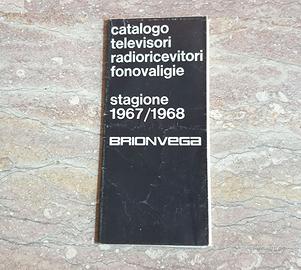 catalogo
televisori
radioricevitori
fonovaligie
stagione
1967/1968
BRIONVEGA